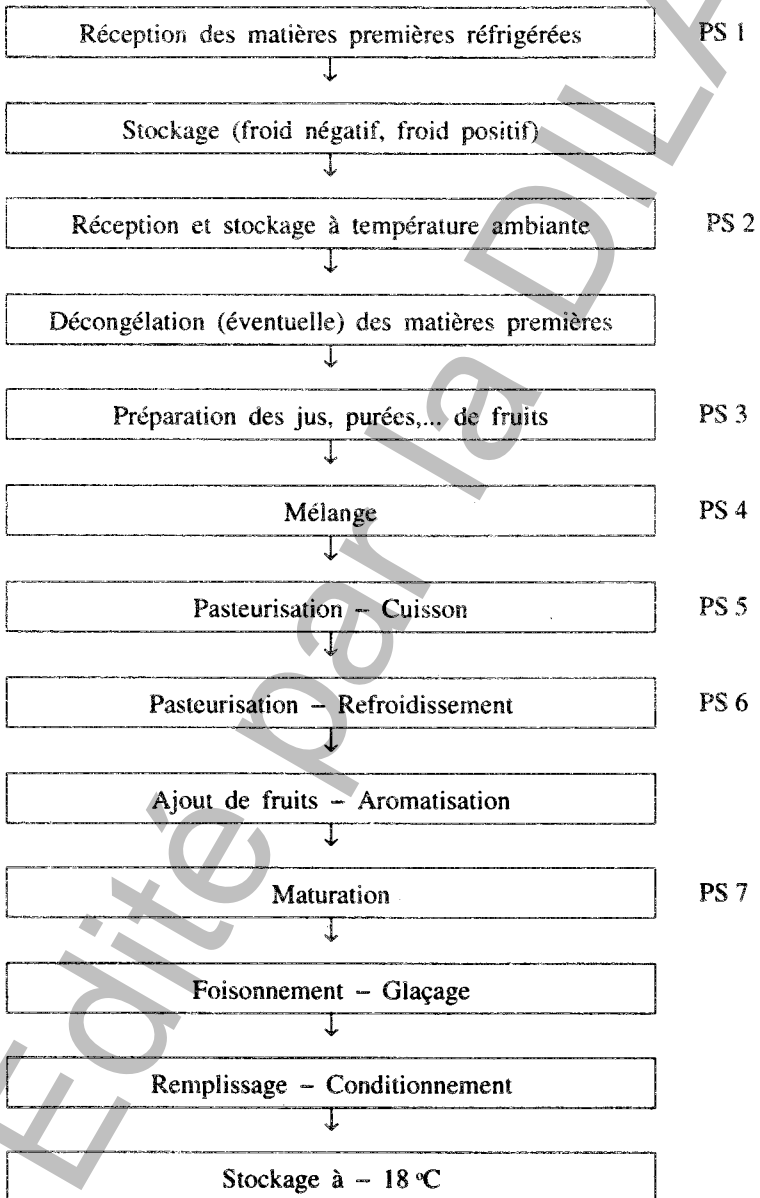 Réception des matières premières réfrigérées PS 1
Stockage (froid négatif, froid positif)
Réception et stockage à température ambiante PS 2
Décongélation (éventuelle) des matières premières
Préparation des jus, purées,... de fruits PS 3
Mélange PS 4
Pasteurisation – Cuisson PS 5
Pasteurisation – Refroidissement PS 6
Ajout de fruits – Aromatisation
Maturation PS 7
Foisonnement – Glaçage
Remplissage – Conditionnement
Stockage à – 18 °C
Edité par la DILA